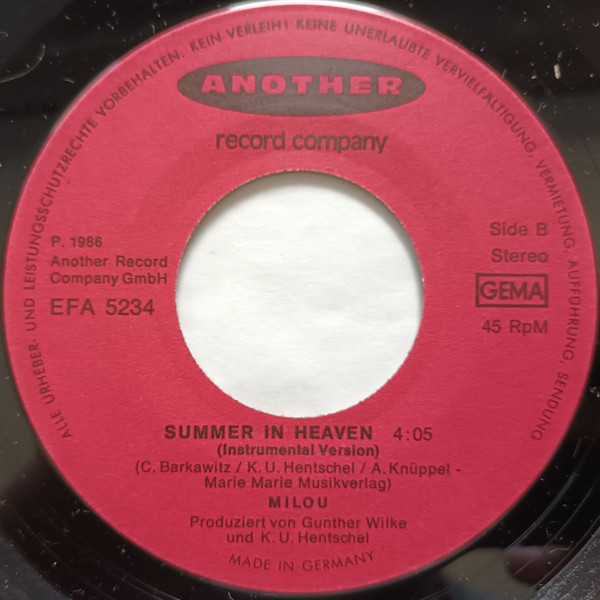 ALLE URHEBER- UND LEISTUNGSSCHUTZRECHTE VORBEHALTEN. KEIN VERLEIH! KEINE UNERLAUBTE VERVIELFÄLTIGUNG, VERMIETUNG, AUFFÜHRUNG, SENDUNG
ANOTHER
record company
P. 1986
Another Record
Company GmbH
EFA 5234
Side B
Stereo
GEMA
45 RpM
SUMMER IN HEAVEN 4:05
(Instrumental Version)
(C. Barkawitz / K. U. Hentschel / A. Knüppel -
Marie Marie Musikverlag)
MILOU
Produziert von Gunther Wilke
und K. U. Hentschel
MADE IN GERMANY